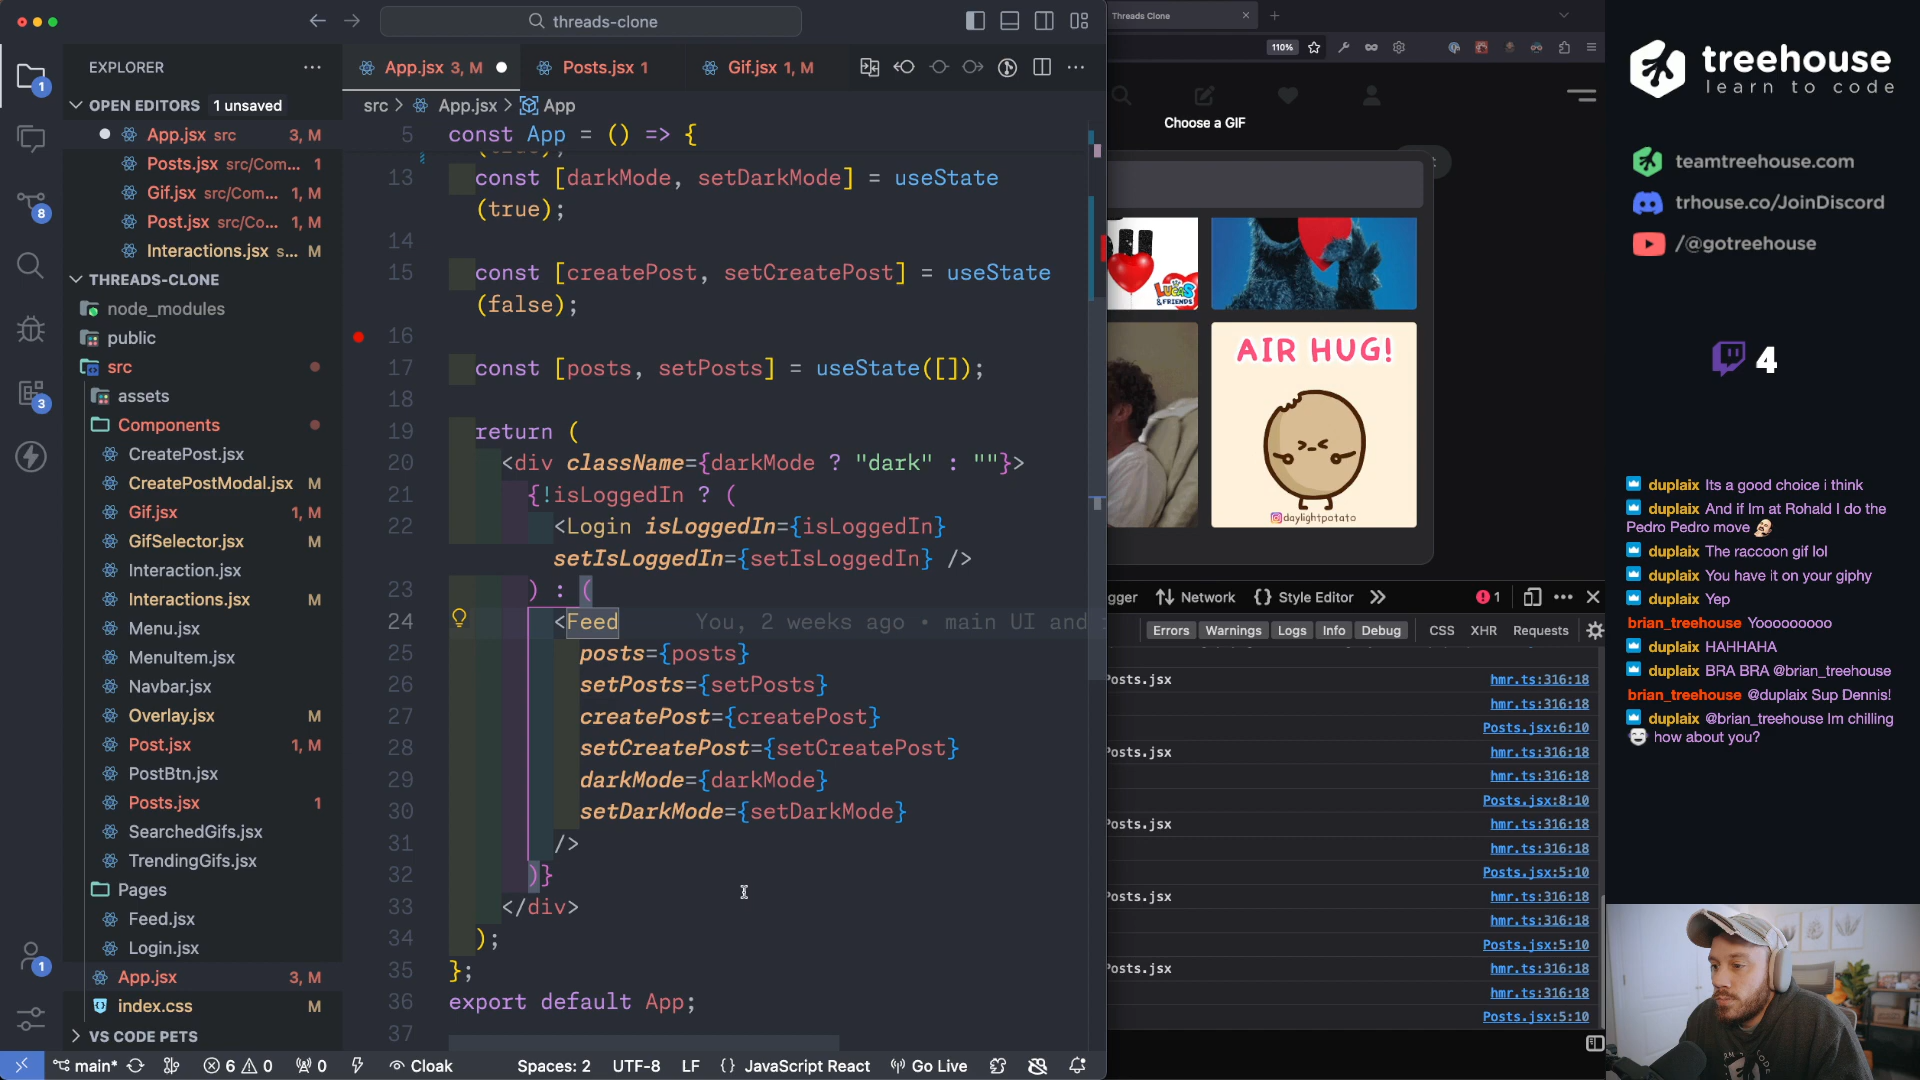 threads-clone
EXPLORER
OPEN EDITORS 1 unsaved
App.jsx src 3, M
Posts.jsx src/Com... 1
Gif.jsx src/Com... 1, M
Post.jsx src/Co... 1, M
Interactions.jsx s... M
THREADS-CLONE
node_modules
public
src
assets
Components
CreatePost.jsx
CreatePostModal.jsx M
Gif.jsx 1, M
GifSelector.jsx M
Interaction.jsx
Interactions.jsx M
Menu.jsx
MenuItem.jsx
Navbar.jsx
Overlay.jsx M
Post.jsx 1, M
PostBtn.jsx
Posts.jsx 1
SearchedGifs.jsx
TrendingGifs.jsx
Pages
Feed.jsx
Login.jsx
App.jsx 3, M
index.css M
VS CODE PETS
1
8
3
1
App.jsx 3, M
Posts.jsx 1
Gif.jsx 1, M
src > App.jsx > App
5 const App = () => {
13 const [darkMode, setDarkMode] = useState
(true);
14
15 const [createPost, setCreatePost] = useState
(false);
16
17 const [posts, setPosts] = useState([]);
18
19 return (
20 <div className={darkMode ? "dark" : ""}>
21 {!isLoggedIn ? (
22 <Login isLoggedIn={isLoggedIn}
setIsLoggedIn={setIsLoggedIn} />
23 ) : (
24 <Feed You, 2 weeks ago • main UI and
25 posts={posts}
26 setPosts={setPosts}
27 createPost={createPost}
28 setCreatePost={setCreatePost}
29 darkMode={darkMode}
30 setDarkMode={setDarkMode}
31 />
32 )}
33 </div>
34 );
35 };
36 export default App;
37
main* 6 0 0 Cloak Spaces: 2 UTF-8 LF {} JavaScript React Go Live
Threads Clone
110%
Choose a GIF
LUCAS
& FRIENDS
AIR HUG!
@daylightpotato
gger Network {} Style Editor 1
Errors Warnings Logs Info Debug CSS XHR Requests
Posts.jsx hmr.ts:316:18
hmr.ts:316:18
Posts.jsx:6:10
Posts.jsx hmr.ts:316:18
hmr.ts:316:18
Posts.jsx:8:10
Posts.jsx hmr.ts:316:18
hmr.ts:316:18
Posts.jsx:5:10
Posts.jsx hmr.ts:316:18
hmr.ts:316:18
Posts.jsx:5:10
Posts.jsx hmr.ts:316:18
hmr.ts:316:18
Posts.jsx:5:10
treehouse
learn to code
teamtreehouse.com
trhouse.co/JoinDiscord
/@gotreehouse
4
duplaix Its a good choice i think
duplaix And if Im at Rohald I do the
Pedro Pedro move
duplaix The raccoon gif lol
duplaix You have it on your giphy
duplaix Yep
brian_treehouse Yooooooooo
duplaix HAHHAHA
duplaix BRA BRA @brian_treehouse
brian_treehouse @duplaix Sup Dennis!
duplaix @brian_treehouse Im chilling
how about you?